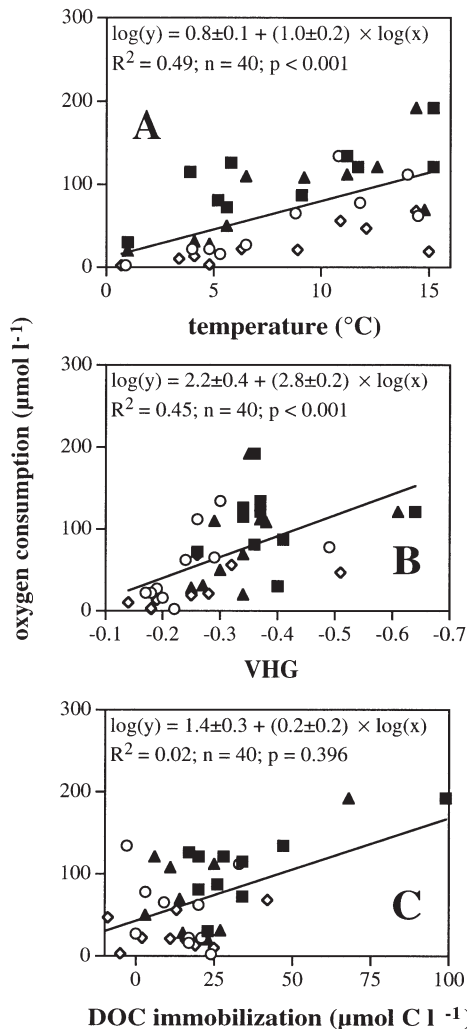 300
log(y) = 0.8±0.1 + (1.0±0.2) × log(x)
R2 = 0.49; n = 40; p < 0.001
200
A
100
0
0 5 10 15
temperature (°C)
oxygen consumption (µmol l-1)
300
log(y) = 2.2±0.4 + (2.8±0.2) × log(x)
R2 = 0.45; n = 40; p < 0.001
200
100
B
0
-0.1 -0.2 -0.3 -0.4 -0.5 -0.6 -0.7
VHG
300
log(y) = 1.4±0.3 + (0.2±0.2) × log(x)
R2 = 0.02; n = 40; p = 0.396
200
100
C
0
0 25 50 75 100
DOC immobilization (µmol C l -1)